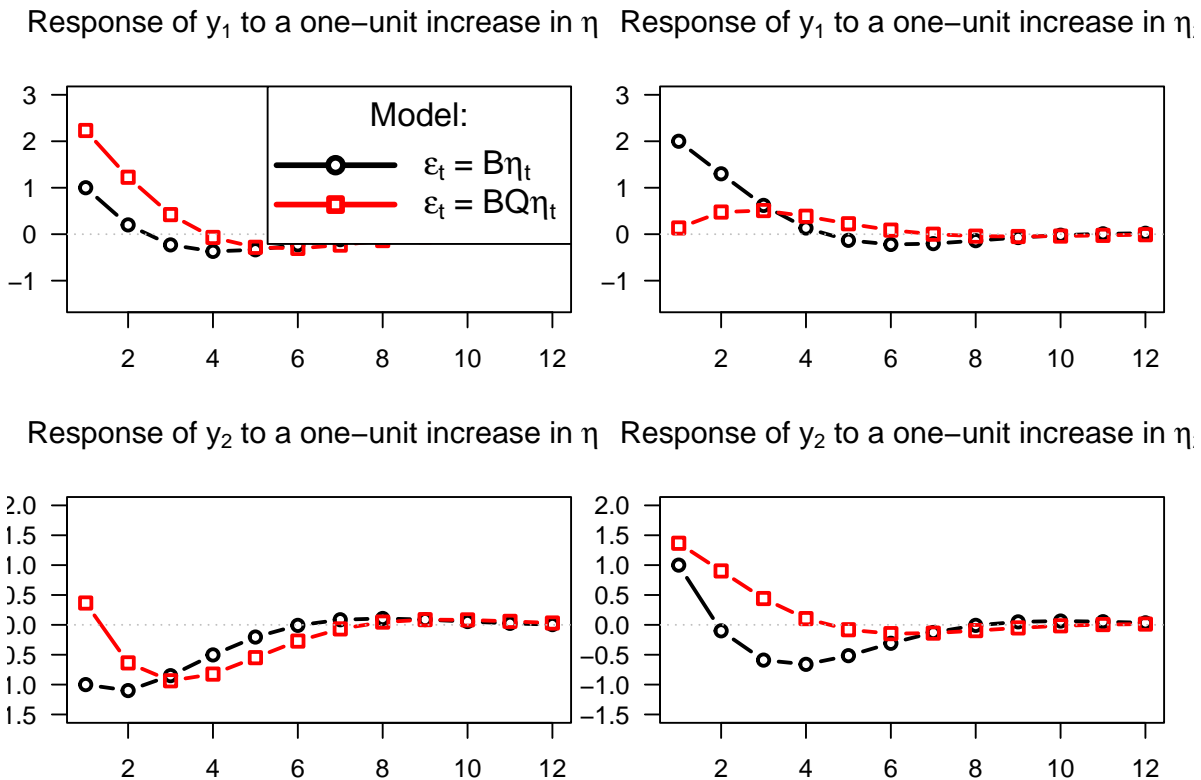 Response of y₁ to a one−unit increase in η
Response of y₁ to a one−unit increase in η
3
2
1
0
−1
2 4 6 8 10 12
Model:
εₜ = Bηₜ
εₜ = BQηₜ
3
2
1
0
−1
2 4 6 8 10 12
Response of y₂ to a one−unit increase in η
Response of y₂ to a one−unit increase in η
2.0
1.5
1.0
0.5
0.0
0.5
1.0
1.5
2 4 6 8 10 12
2.0
1.5
1.0
0.5
0.0
−0.5
−1.0
−1.5
2 4 6 8 10 12